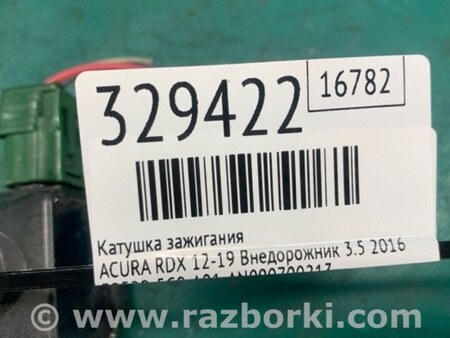 329422
16782
Катушка зажигания
ACURA RDX 12-19 Внедорожник 3.5 2016
www.razborki.com